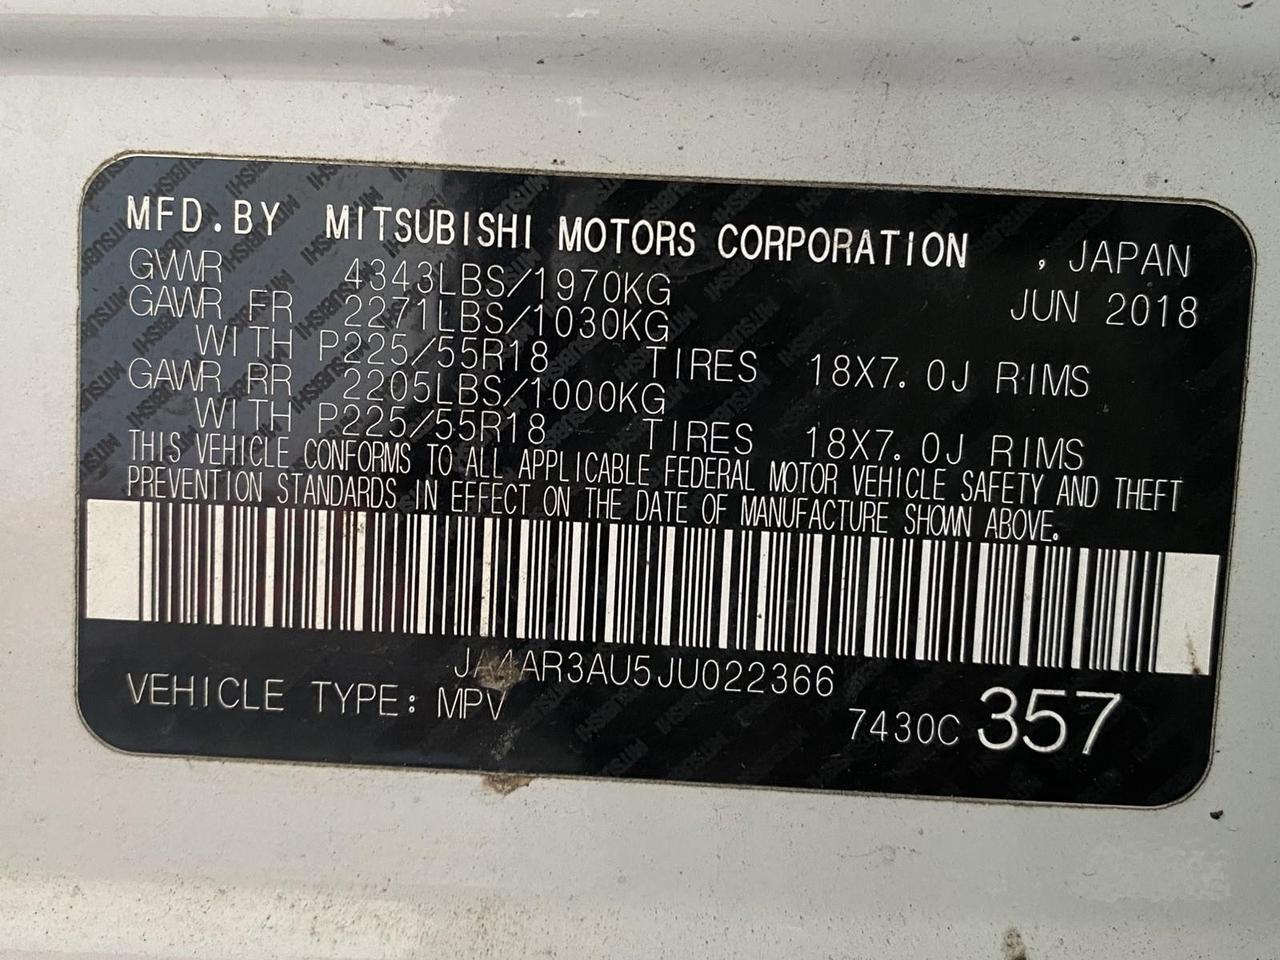 MFD.BY MITSUBISHI MOTORS CORPORATION , JAPAN
GVWR 4343LBS/1970KG JUN 2018
GAWR FR 2271LBS/1030KG
WITH P225/55R18 TIRES 18X7.0J RIMS
GAWR RR 2205LBS/1000KG
WITH P225/55R18 TIRES 18X7.0J RIMS
THIS VEHICLE CONFORMS TO ALL APPLICABLE FEDERAL MOTOR VEHICLE SAFETY AND THEFT
PREVENTION STANDARDS IN EFFECT ON THE DATE OF MANUFACTURE SHOWN ABOVE.
JA4AR3AU5JU022366
VEHICLE TYPE: MPV 7430C 357